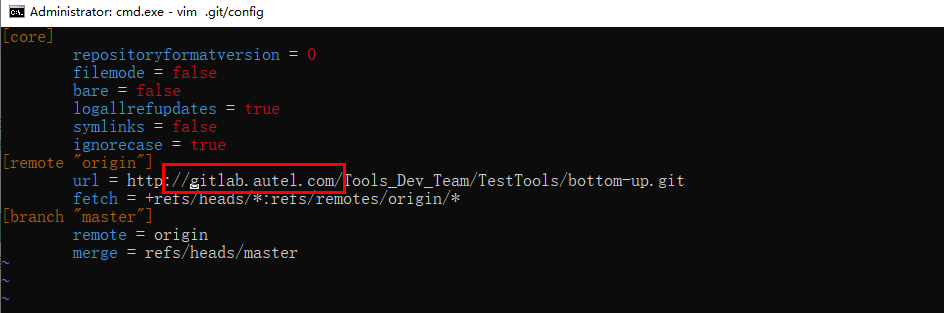 Administrator: cmd.exe - vim .git/config
[core]
repositoryformatversion = 0
filemode = false
bare = false
logallrefupdates = true
symlinks = false
ignorecase = true
[remote "origin"]
url = http://gitlab.autel.com/Tools_Dev_Team/TestTools/bottom-up.git
fetch = +refs/heads/*:refs/remotes/origin/*
[branch "master"]
remote = origin
merge = refs/heads/master
~
~
~